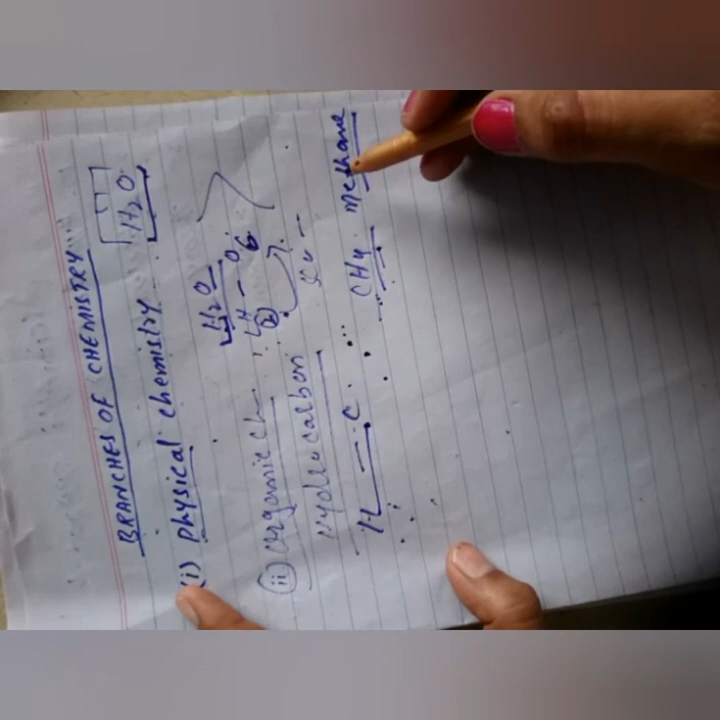 BRANCHES OF CHEMISTRY...
(i) Physical chemistry H2O
H2O
(ii) Organic Ch... H — O
Hydrocarbon
H — C. CH4. Methane